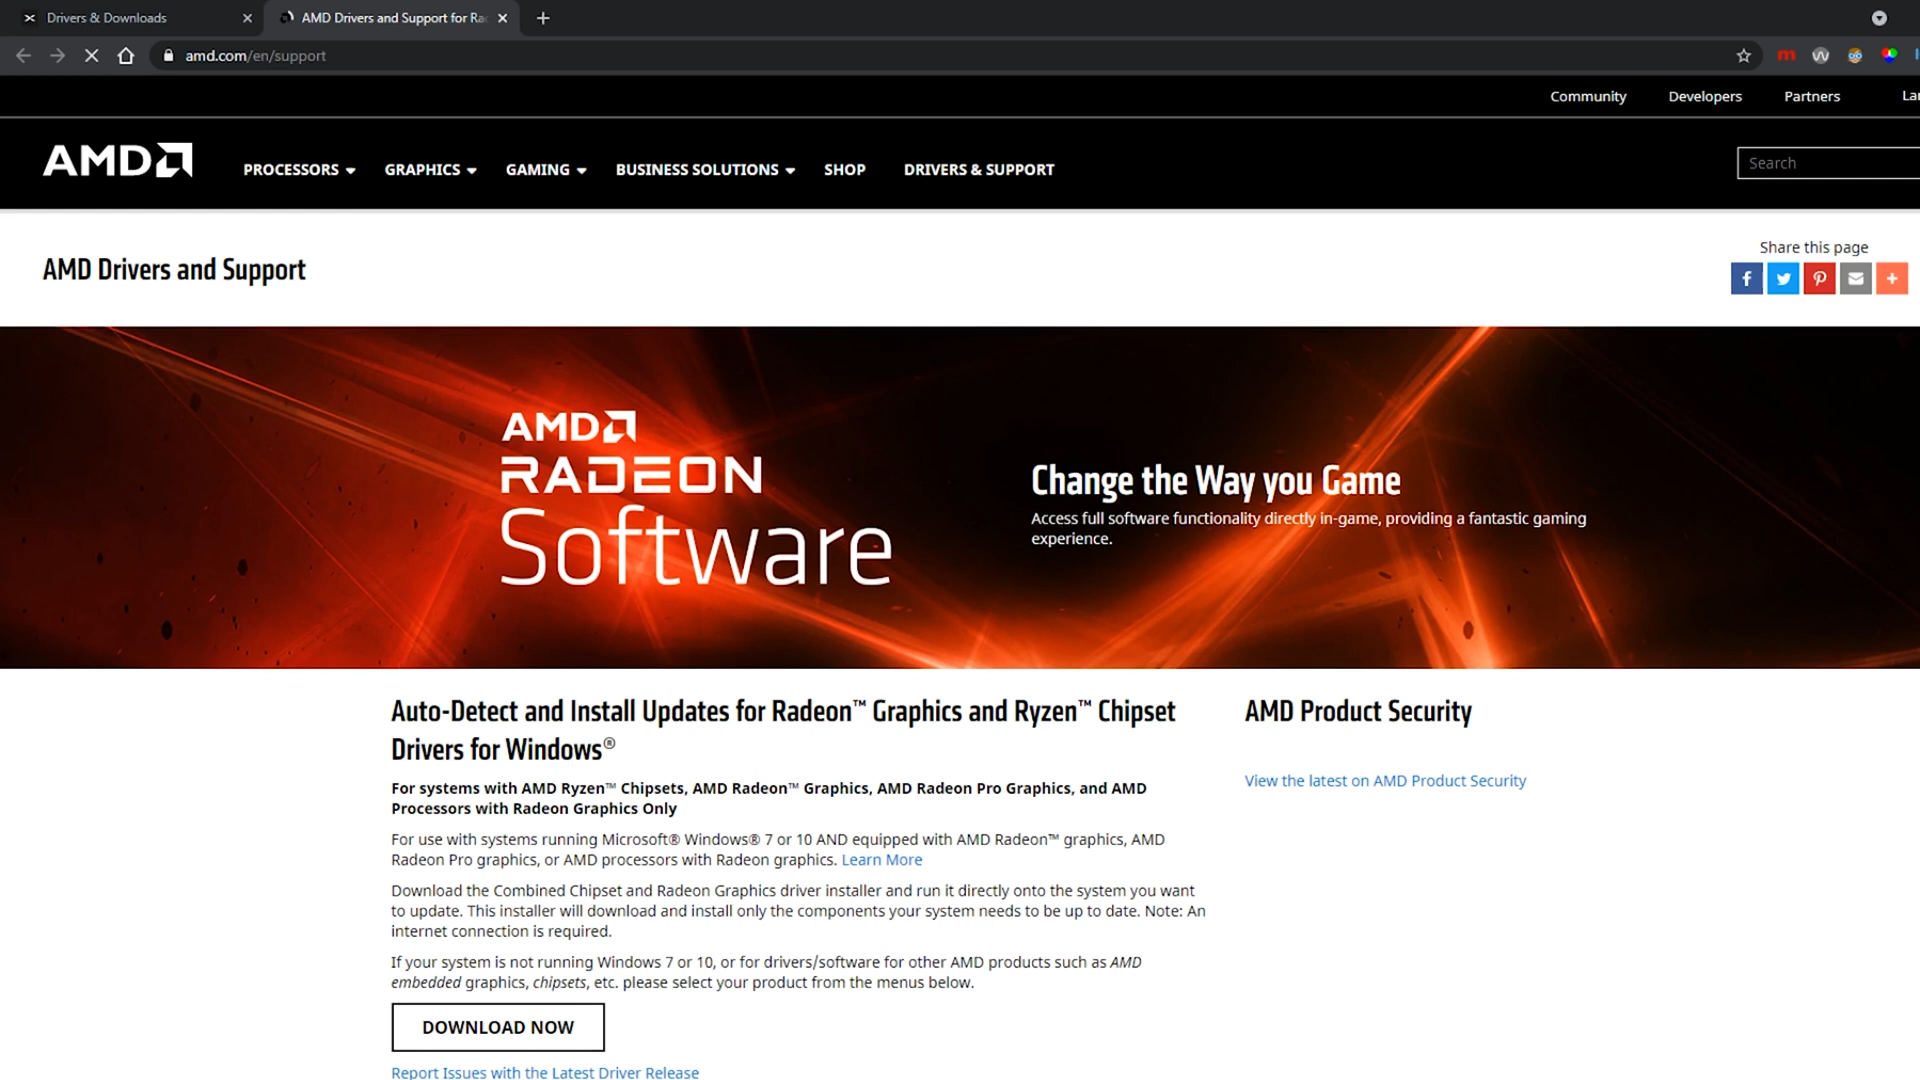 Drivers & Downloads
AMD Drivers and Support for Ra
amd.com/en/support
Community
Developers
Partners
La
AMD
PROCESSORS
GRAPHICS
GAMING
BUSINESS SOLUTIONS
SHOP
DRIVERS & SUPPORT
Search
AMD Drivers and Support
Share this page
AMD
RADEON
Software
Change the Way you Game
Access full software functionality directly in-game, providing a fantastic gaming
experience.
Auto-Detect and Install Updates for Radeon™ Graphics and Ryzen™ Chipset
Drivers for Windows®
For systems with AMD Ryzen™ Chipsets, AMD Radeon™ Graphics, AMD Radeon Pro Graphics, and AMD
Processors with Radeon Graphics Only
For use with systems running Microsoft® Windows® 7 or 10 AND equipped with AMD Radeon™ graphics, AMD
Radeon Pro graphics, or AMD processors with Radeon graphics. Learn More
Download the Combined Chipset and Radeon Graphics driver installer and run it directly onto the system you want
to update. This installer will download and install only the components your system needs to be up to date. Note: An
internet connection is required.
If your system is not running Windows 7 or 10, or for drivers/software for other AMD products such as AMD
embedded graphics, chipsets, etc. please select your product from the menus below.
DOWNLOAD NOW
Report Issues with the Latest Driver Release
AMD Product Security
View the latest on AMD Product Security